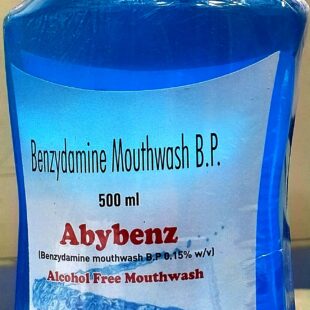 Benzydamine Mouthwash B.P.
500 ml
Abybenz
(Benzydamine mouthwash B.P 0.15% w/v)
Alcohol Free Mouthwash